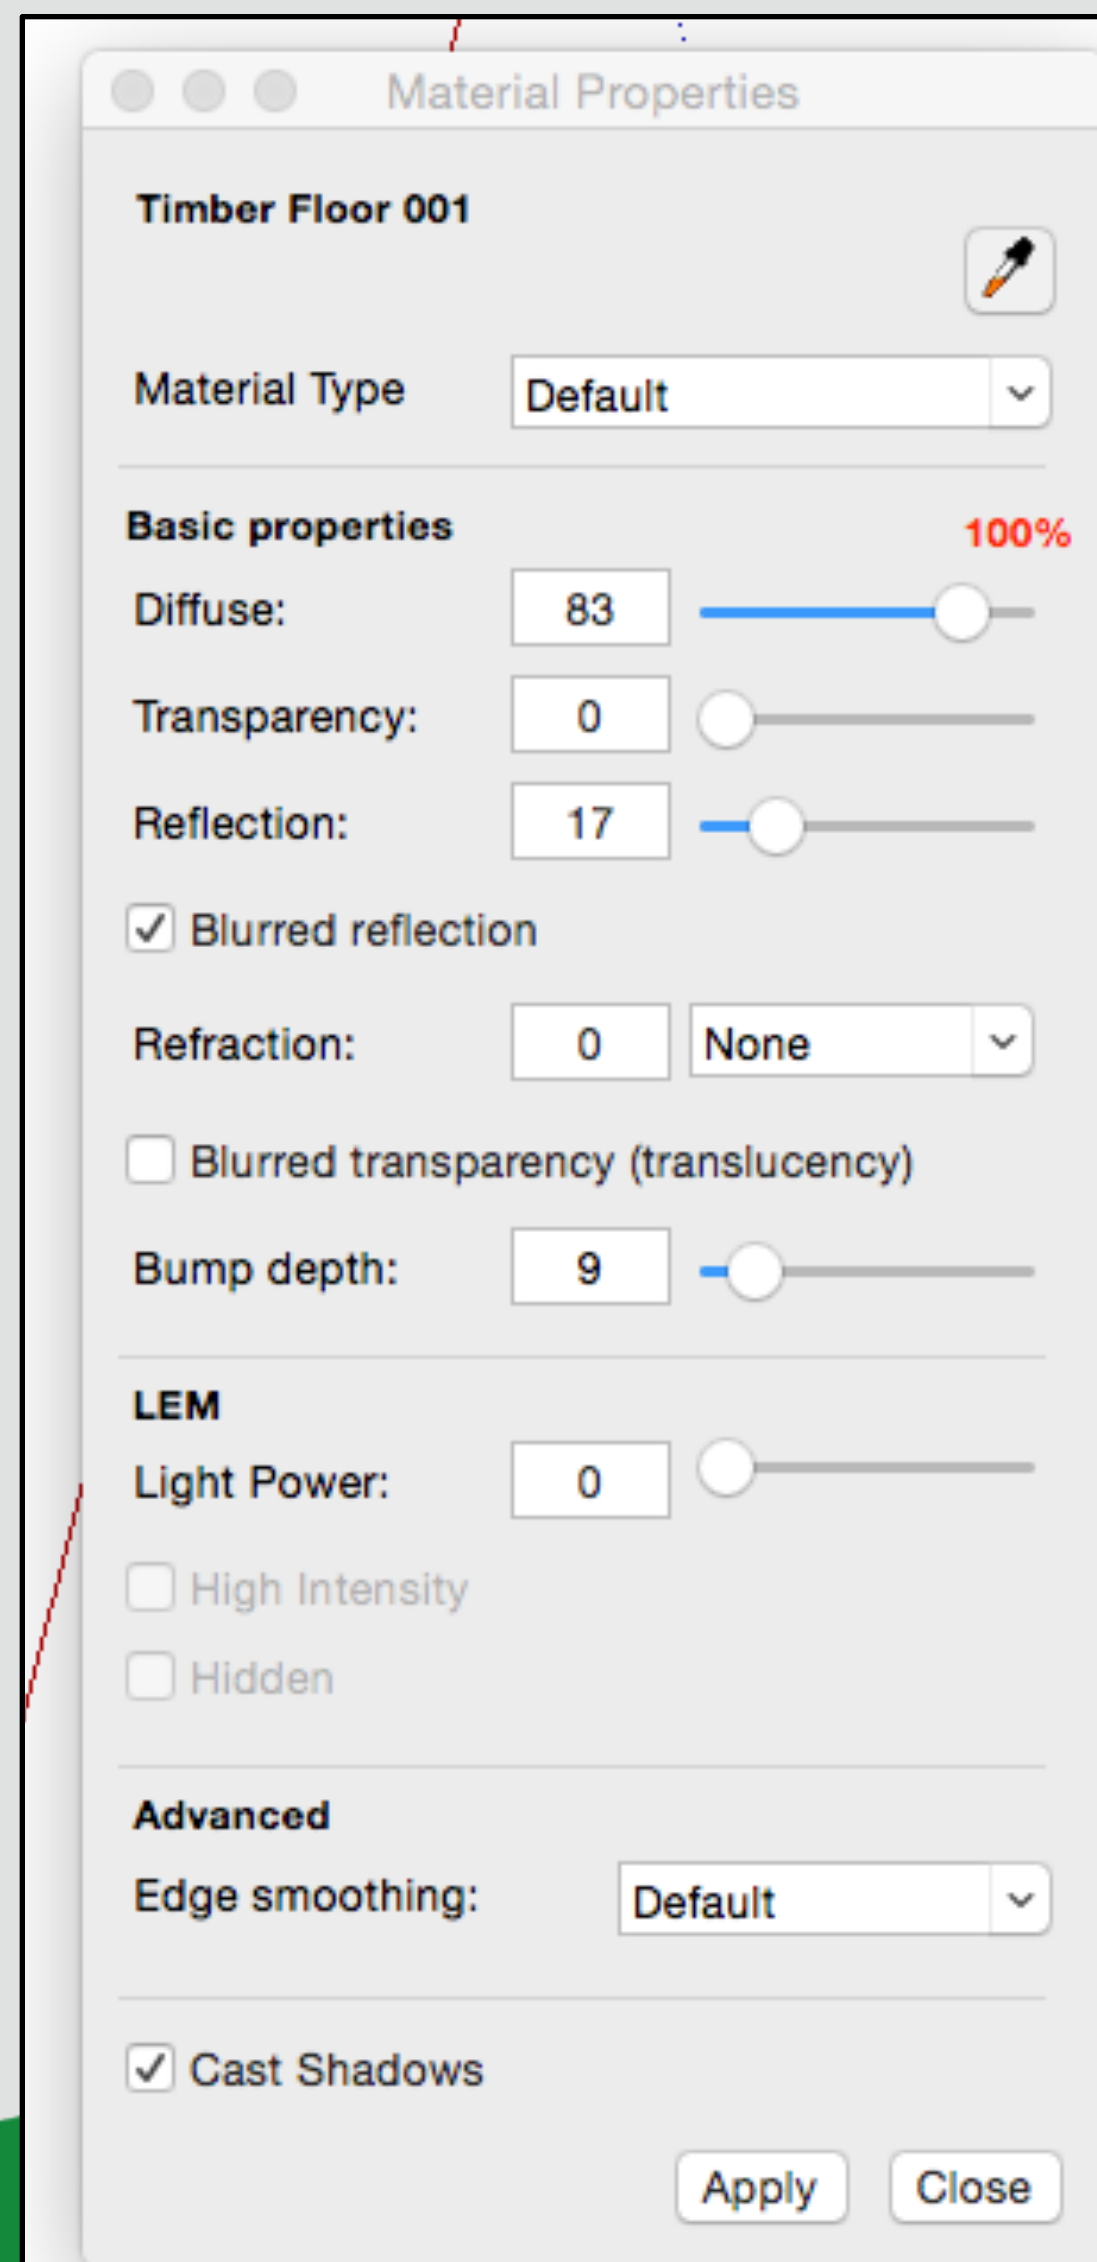 Material Properties
Timber Floor 001
Material Type Default
Basic properties 100%
Diffuse: 83
Transparency: 0
Reflection: 17
Blurred reflection
Refraction: 0 None
Blurred transparency (translucency)
Bump depth: 9
LEM
Light Power: 0
High Intensity
Hidden
Advanced
Edge smoothing: Default
Cast Shadows
Apply Close